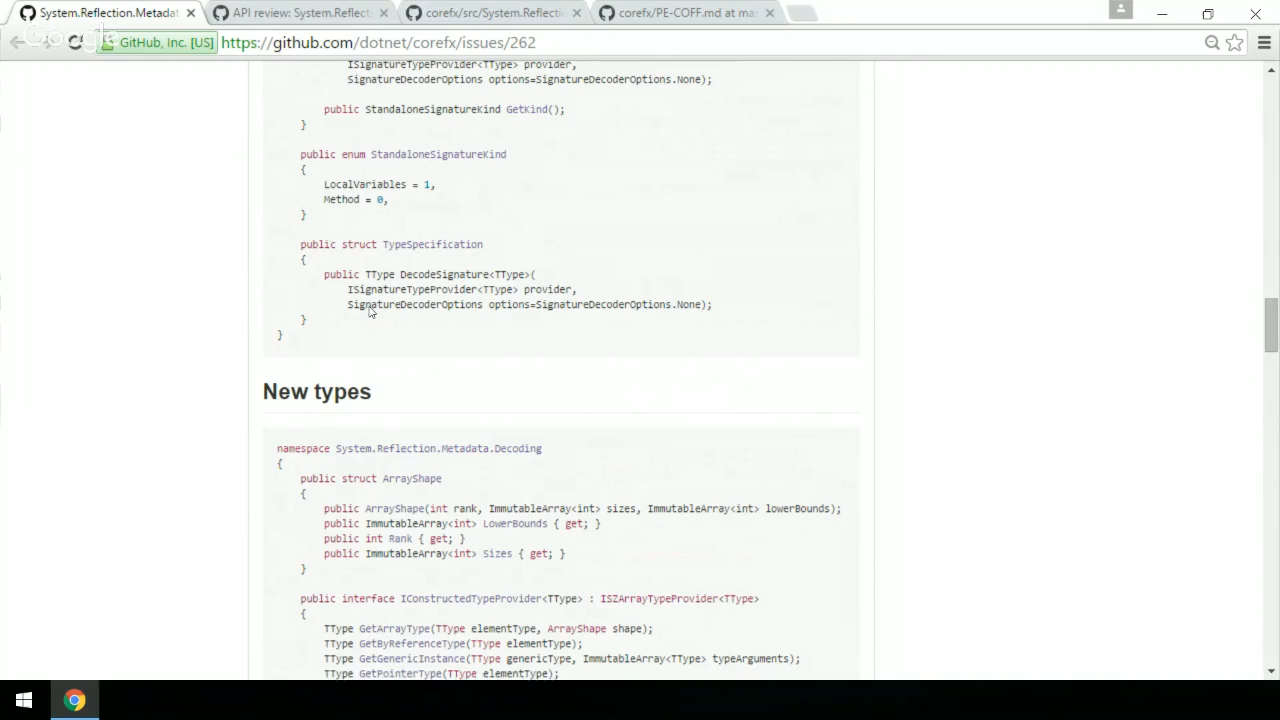 System.Reflection.Metadat
API review: System.Reflect
corefx/src/System.Reflecti
corefx/PE-COFF.md at mas
Google
GitHub, Inc. [US]
https://github.com/dotnet/corefx/issues/262
ISignatureTypeProvider<TType> provider,
SignatureDecoderOptions options=SignatureDecoderOptions.None);
public StandaloneSignatureKind GetKind();
}
public enum StandaloneSignatureKind
{
LocalVariables = 1,
Method = 0,
}
public struct TypeSpecification
{
public TType DecodeSignature<TType>(
ISignatureTypeProvider<TType> provider,
SignatureDecoderOptions options=SignatureDecoderOptions.None);
}
}
New types
namespace System.Reflection.Metadata.Decoding
{
public struct ArrayShape
{
public ArrayShape(int rank, ImmutableArray<int> sizes, ImmutableArray<int> lowerBounds);
public ImmutableArray<int> LowerBounds { get; }
public int Rank { get; }
public ImmutableArray<int> Sizes { get; }
}
public interface IConstructedTypeProvider<TType> : ISZArrayTypeProvider<TType>
{
TType GetArrayType(TType elementType, ArrayShape shape);
TType GetByReferenceType(TType elementType);
TType GetGenericInstance(TType genericType, ImmutableArray<TType> typeArguments);
TType GetPointerType(TType elementType);